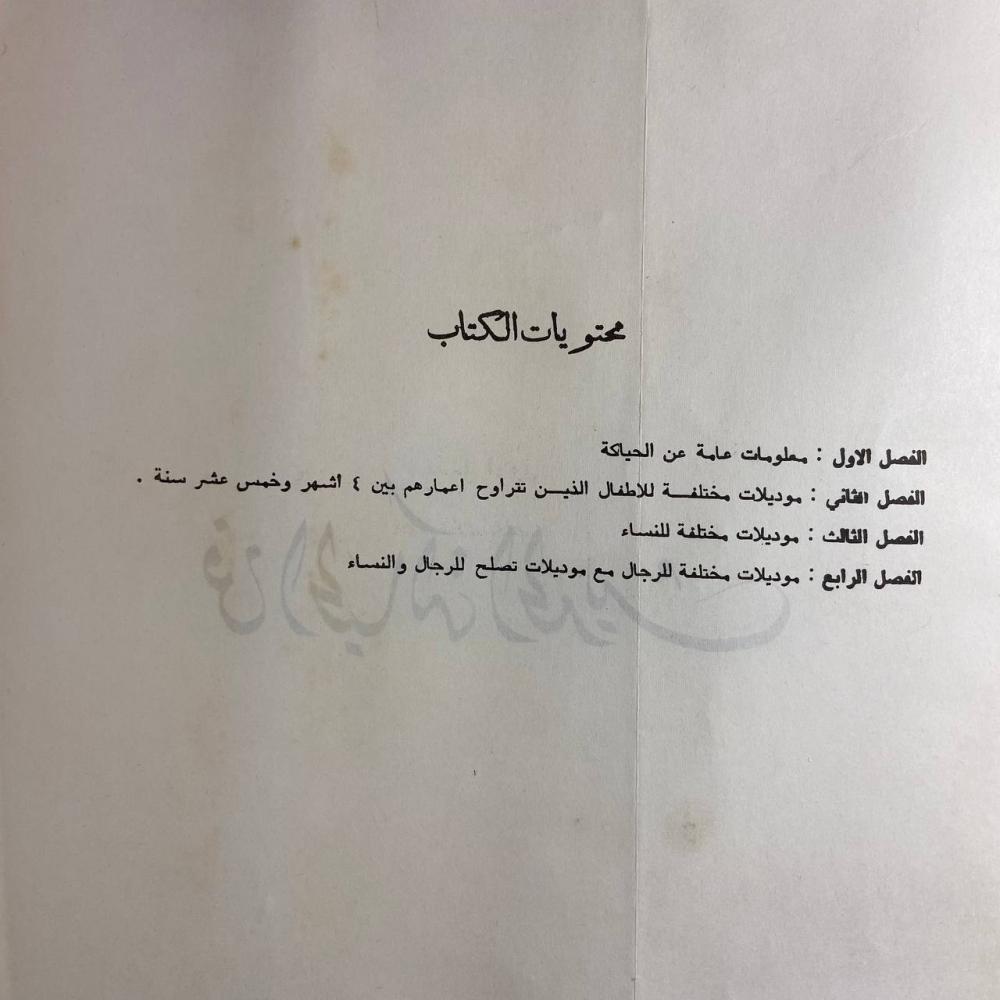 محتويات الكتاب
الفصل الاول : معلومات عامة عن الحياكة
الفصل الثاني : موديلات مختلفة للاطفال الذين تتراوح اعمارهم بين ٤ اشهر وخمس عشر سنة .
الفصل الثالث : موديلات مختلفة للنساء
الفصل الرابع : موديلات مختلفة للرجال مع موديلات تصلح للرجال والنساء